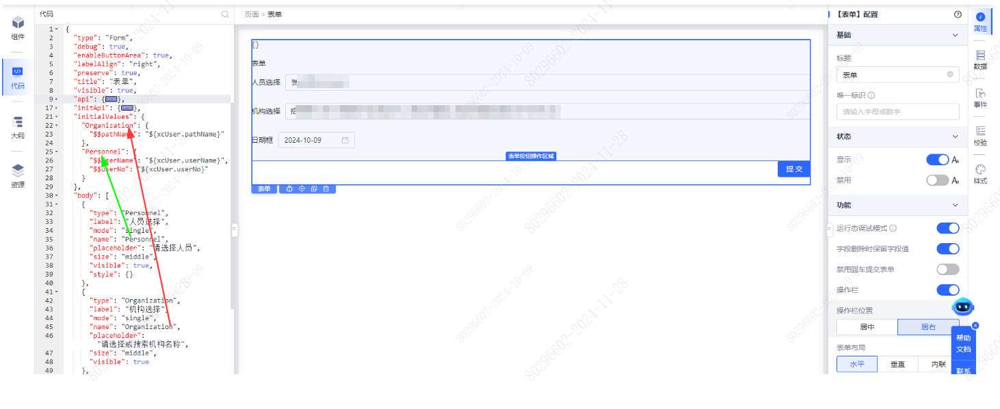 代码
页面 > 表单
【表单】配置
组件
代码
大纲
资源
1 {
2 "type": "Form",
3 "debug": true,
4 "enableButtonArea": true,
5 "labelAlign": "right",
6 "preserve": true,
7 "title": "表单",
8 "visible": true,
9 "api": {...},
17 "initApi": {...},
21 "initialValues": {
22 "Organization": {
23 "$$pathName": "${xcUser.pathName}"
24 },
25 "Personnel": {
26 "$$userName": "${xcUser.userName}",
27 "$$userNo": "${xcUser.userNo}"
28 }
29 },
30 "body": [
31 {
32 "type": "Personnel",
33 "label": "人员选择",
34 "mode": "single",
35 "name": "Personnel",
36 "placeholder": "请选择人员",
37 "size": "middle",
38 "visible": true,
39 "style": {}
40 },
41 {
42 "type": "Organization",
43 "label": "机构选择",
44 "mode": "single",
45 "name": "Organization",
46 "placeholder":
"请选择或搜索机构名称",
47 "size": "middle",
48 "visible": true
49 },
{}
表单
人员选择 贺
机构选择 招
日期框 2024-10-09
表单按钮操作区域
提 交
表单
基础
标题
表单
唯一标识
请输入字母或数字
状态
显示
禁用
功能
运行态调试模式
字段删除时保留字段值
禁用回车提交表单
操作栏
操作栏位置
居中 居右
表单布局
水平 垂直 内联
属性
数据
事件
校验
样式
帮助
文档
联系
80296602-2024-10-09
80296602-2024-11-28